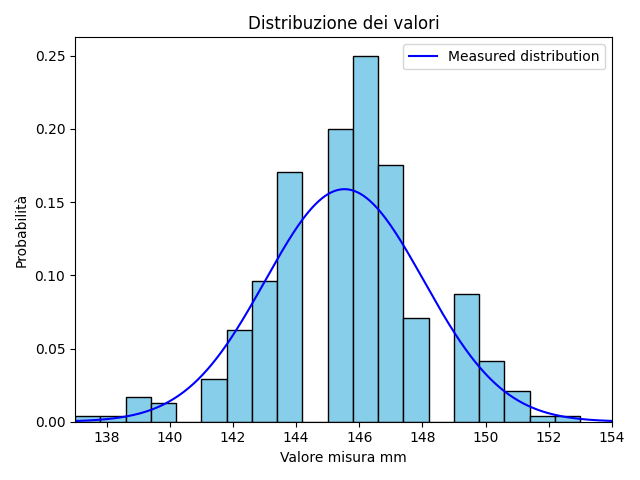 Distribuzione dei valori
Measured distribution
0.25
0.20
0.15
0.10
0.05
0.00
Probabilità
138 140 142 144 146 148 150 152 154
Valore misura mm